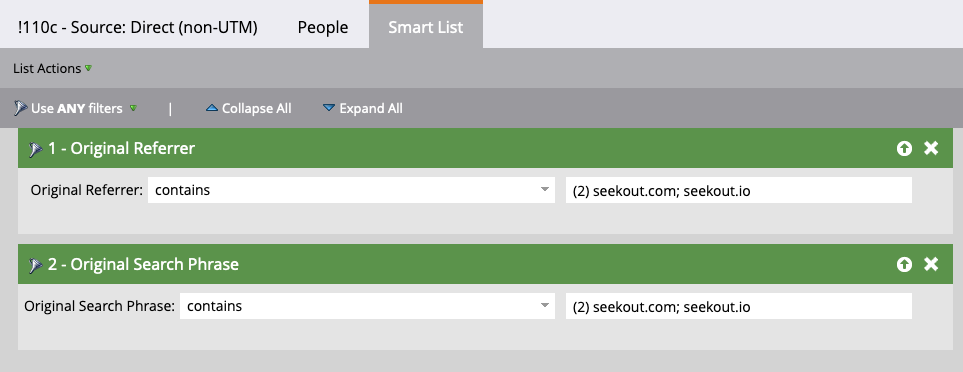 !110c - Source: Direct (non-UTM) People Smart List
List Actions
Use ANY filters | Collapse All Expand All
1 - Original Referrer
Original Referrer: contains (2) seekout.com; seekout.io
2 - Original Search Phrase
Original Search Phrase: contains (2) seekout.com; seekout.io